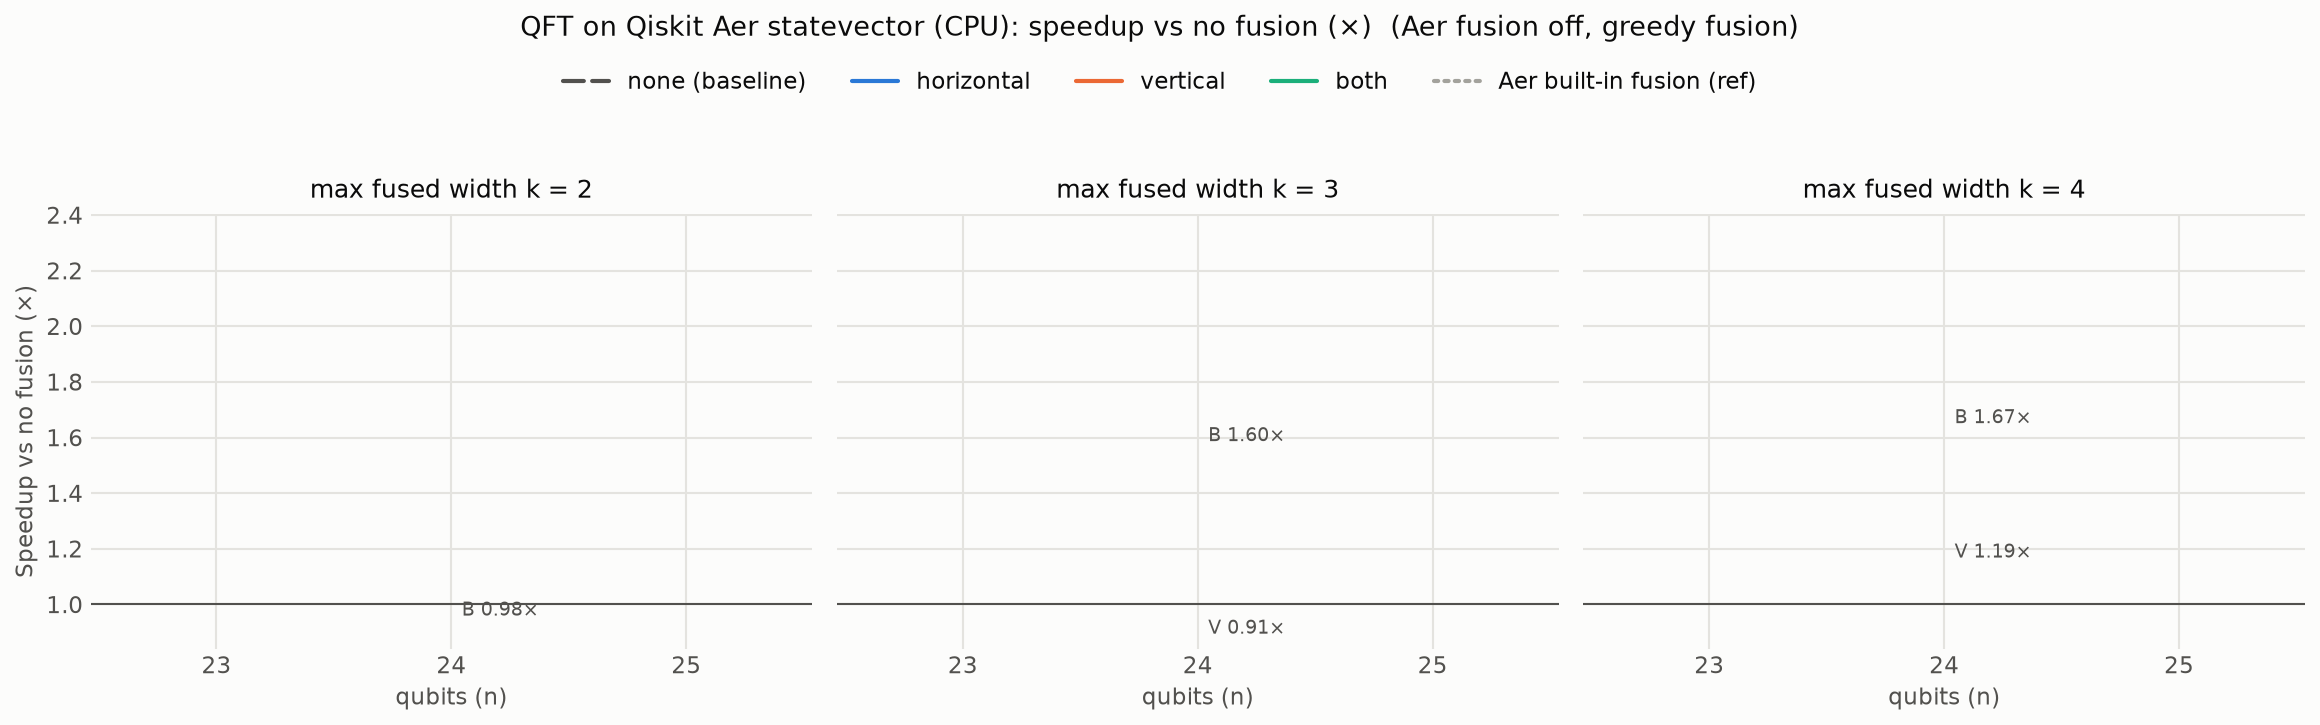 QFT on Qiskit Aer statevector (CPU): speedup vs no fusion (×)  (Aer fusion off, greedy fusion)
none (baseline) horizontal vertical both Aer built-in fusion (ref)
max fused width k = 2
Speedup vs no fusion (×)
2.4
2.2
2.0
1.8
1.6
1.4
1.2
1.0
B 0.98×
23 24 25
qubits (n)
max fused width k = 3
B 1.60×
V 0.91×
23 24 25
qubits (n)
max fused width k = 4
B 1.67×
V 1.19×
23 24 25
qubits (n)